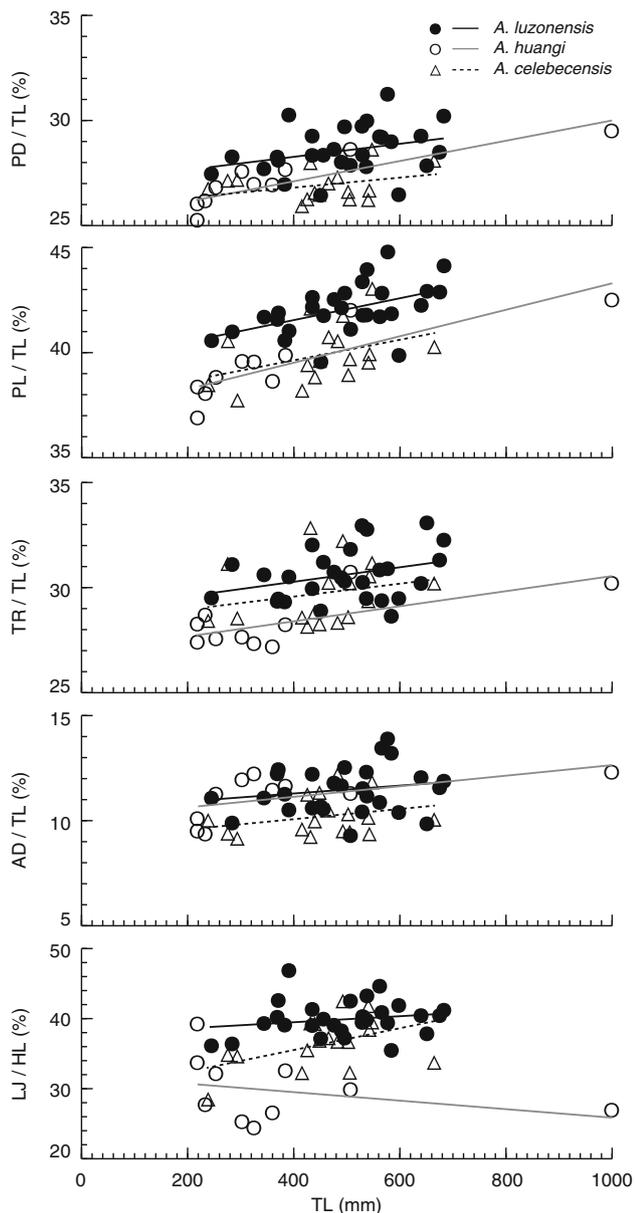 35
A. luzonensis
A. huangi
A. celebecensis
PD / TL (%)
30
25
45
PL / TL (%)
40
35
35
TR / TL (%)
30
25
15
AD / TL (%)
10
5
50
LJ / HL (%)
40
30
20
0 200 400 600 800 1000
TL (mm)